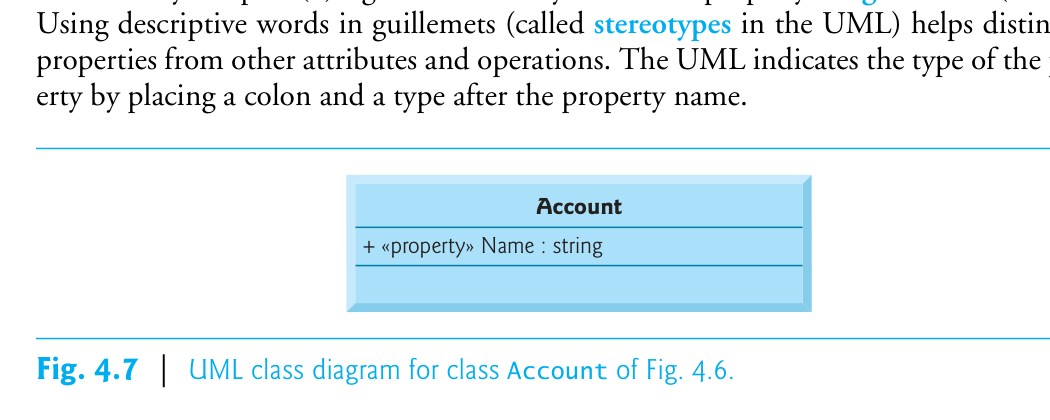 Using descriptive words in guillemets (called stereotypes in the UML) helps distin
properties from other attributes and operations. The UML indicates the type of the
erty by placing a colon and a type after the property name.
Account
+ «property» Name : string
Fig. 4.7 | UML class diagram for class Account of Fig. 4.6.